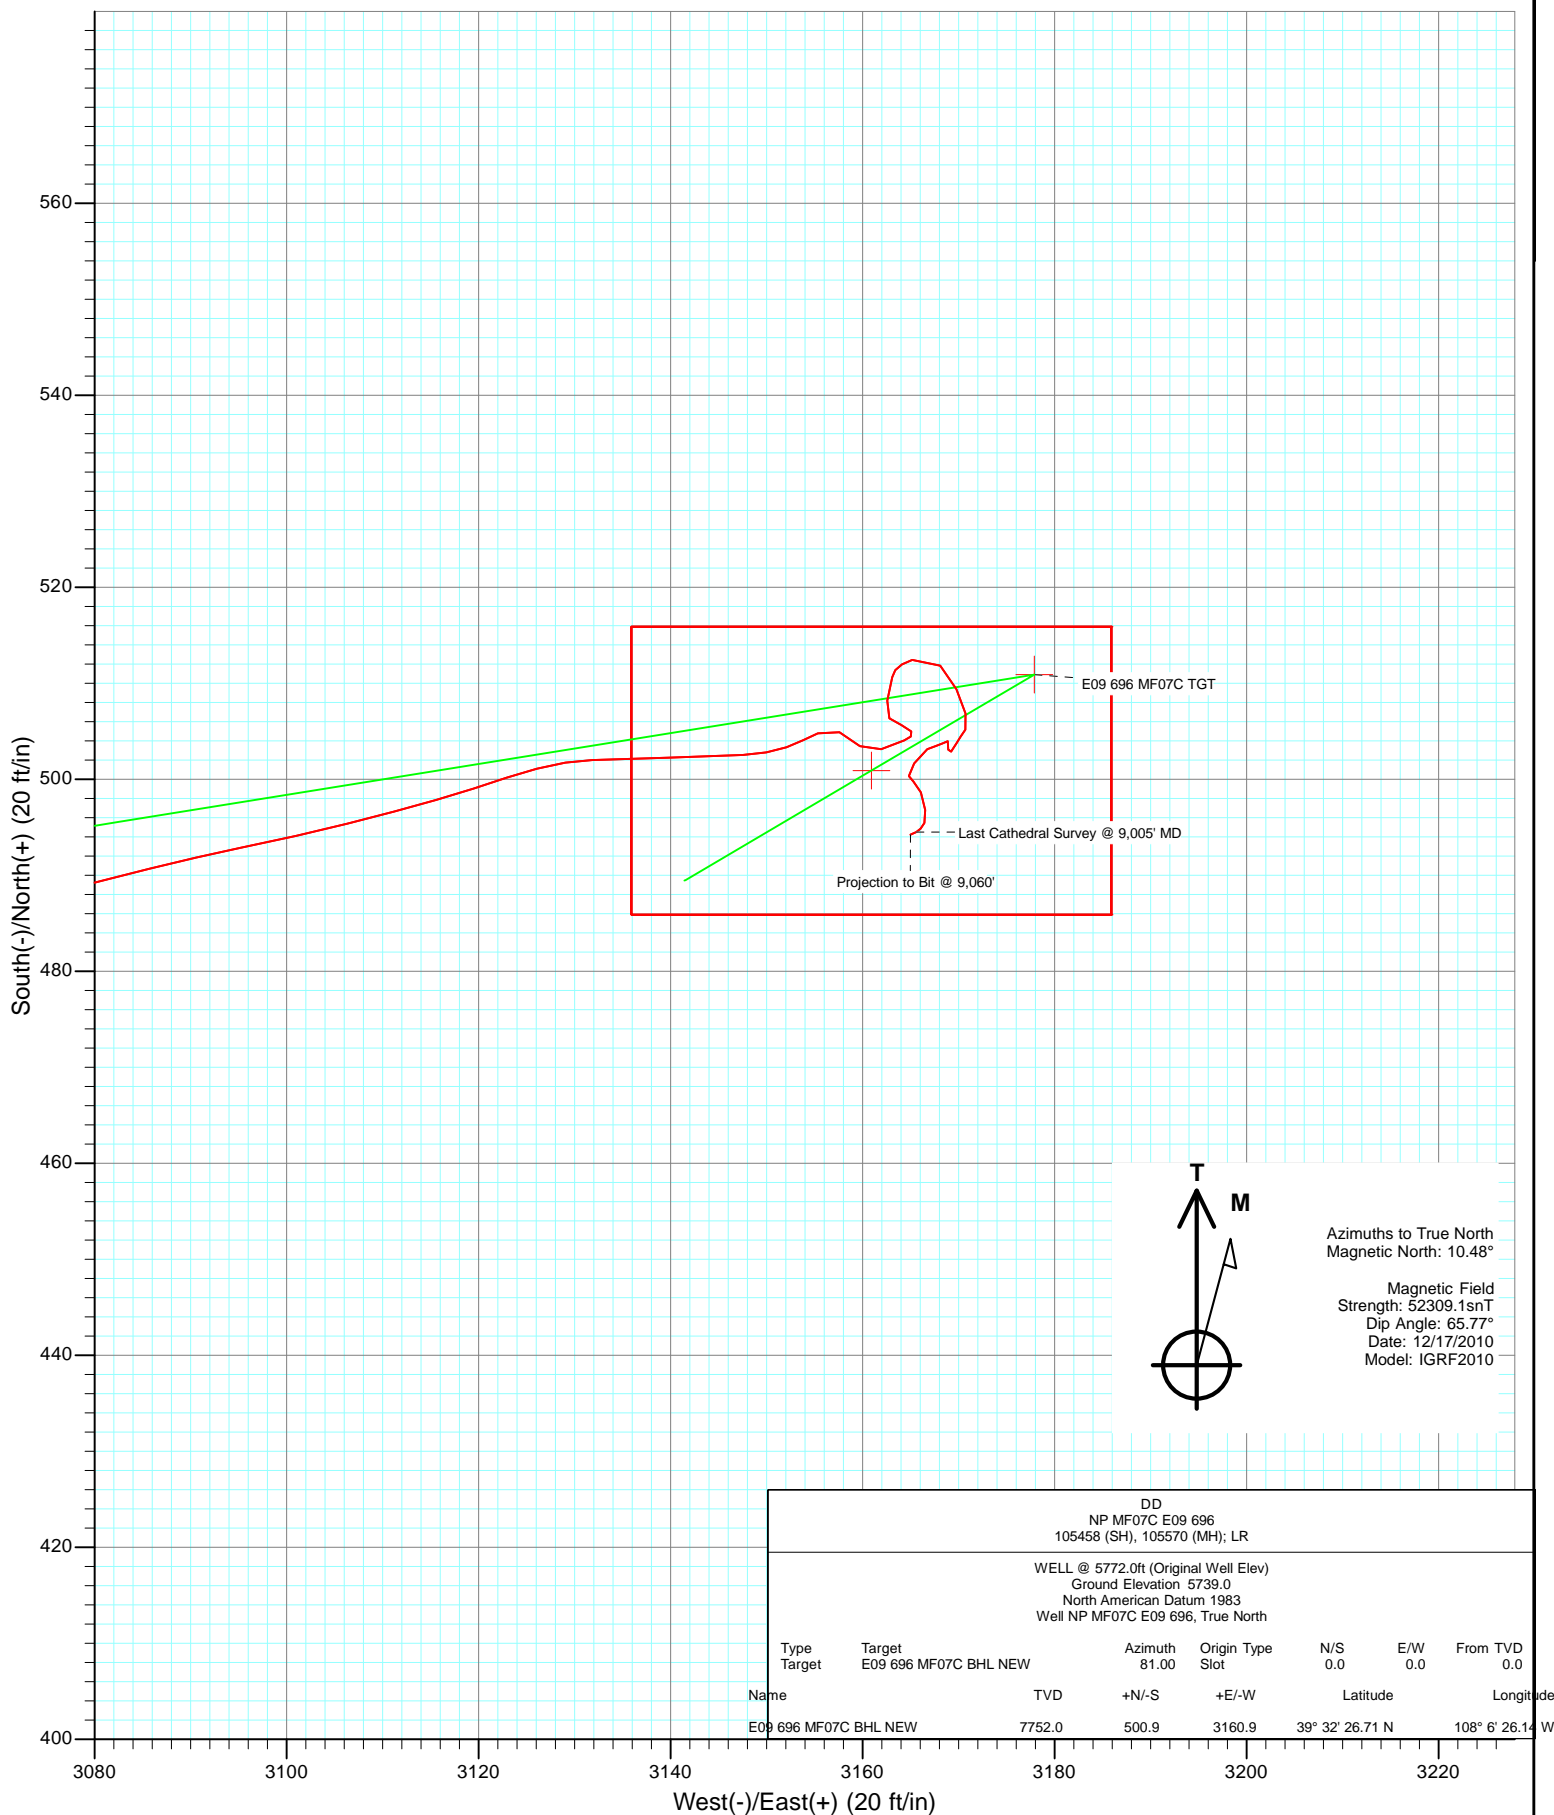 560
540
520
500
480
460
440
420
400
South(-)/North(+) (20 ft/in)
E09 696 MF07C TGT
Last Cathedral Survey @ 9,005' MD
Projection to Bit @ 9,060'
T
M
Azimuths to True North
Magnetic North: 10.48°
Magnetic Field
Strength: 52309.1snT
Dip Angle: 65.77°
Date: 12/17/2010
Model: IGRF2010
DD
NP MF07C E09 696
105458 (SH), 105570 (MH); LR
WELL @ 5772.0ft (Original Well Elev)
Ground Elevation 5739.0
North American Datum 1983
Well NP MF07C E09 696, True North
Type Target Azimuth Origin Type N/S E/W From TVD
Target E09 696 MF07C BHL NEW 81.00 Slot 0.0 0.0 0.0
Name TVD +N/-S +E/-W Latitude Longitude
E09 696 MF07C BHL NEW 7752.0 500.9 3160.9 39° 32' 26.71 N 108° 6' 26.14 W
3080 3100 3120 3140 3160 3180 3200 3220
West(-)/East(+) (20 ft/in)